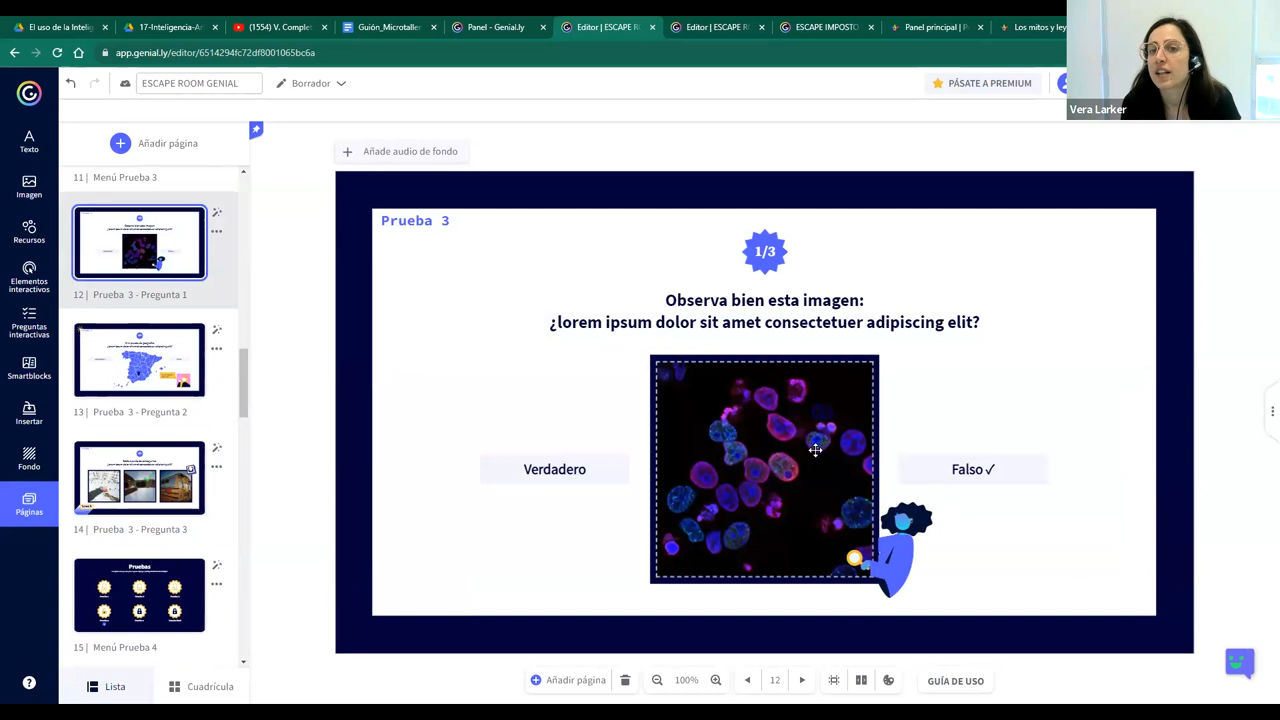 El uso de la Intelig
17-Inteligencia-Ar
(1554) V. Complet
Guión_Microtaller
Panel - Genial.ly
Editor | ESCAPE R
Editor | ESCAPE RO
ESCAPE IMPOSTO
Panel principal | P
Los mitos y ley
app.genial.ly/editor/6514294fc72df8001065bc6a
ESCAPE ROOM GENIAL
Borrador
PÁSATE A PREMIUM
Vera Larker
Texto
Imagen
Recursos
Elementos
interactivos
Preguntas
interactivas
Smartblocks
Insertar
Fondo
Páginas
Añadir página
11 | Menú Prueba 3
12 | Prueba 3 - Pregunta 1
13 | Prueba 3 - Pregunta 2
14 | Prueba 3 - Pregunta 3
Pruebas
15 | Menú Prueba 4
Lista
Cuadrícula
Añade audio de fondo
Prueba 3
1/3
Observa bien esta imagen:
¿lorem ipsum dolor sit amet consectetuer adipiscing elit?
Verdadero
Falso ✓
Añadir página
100%
12
GUÍA DE USO